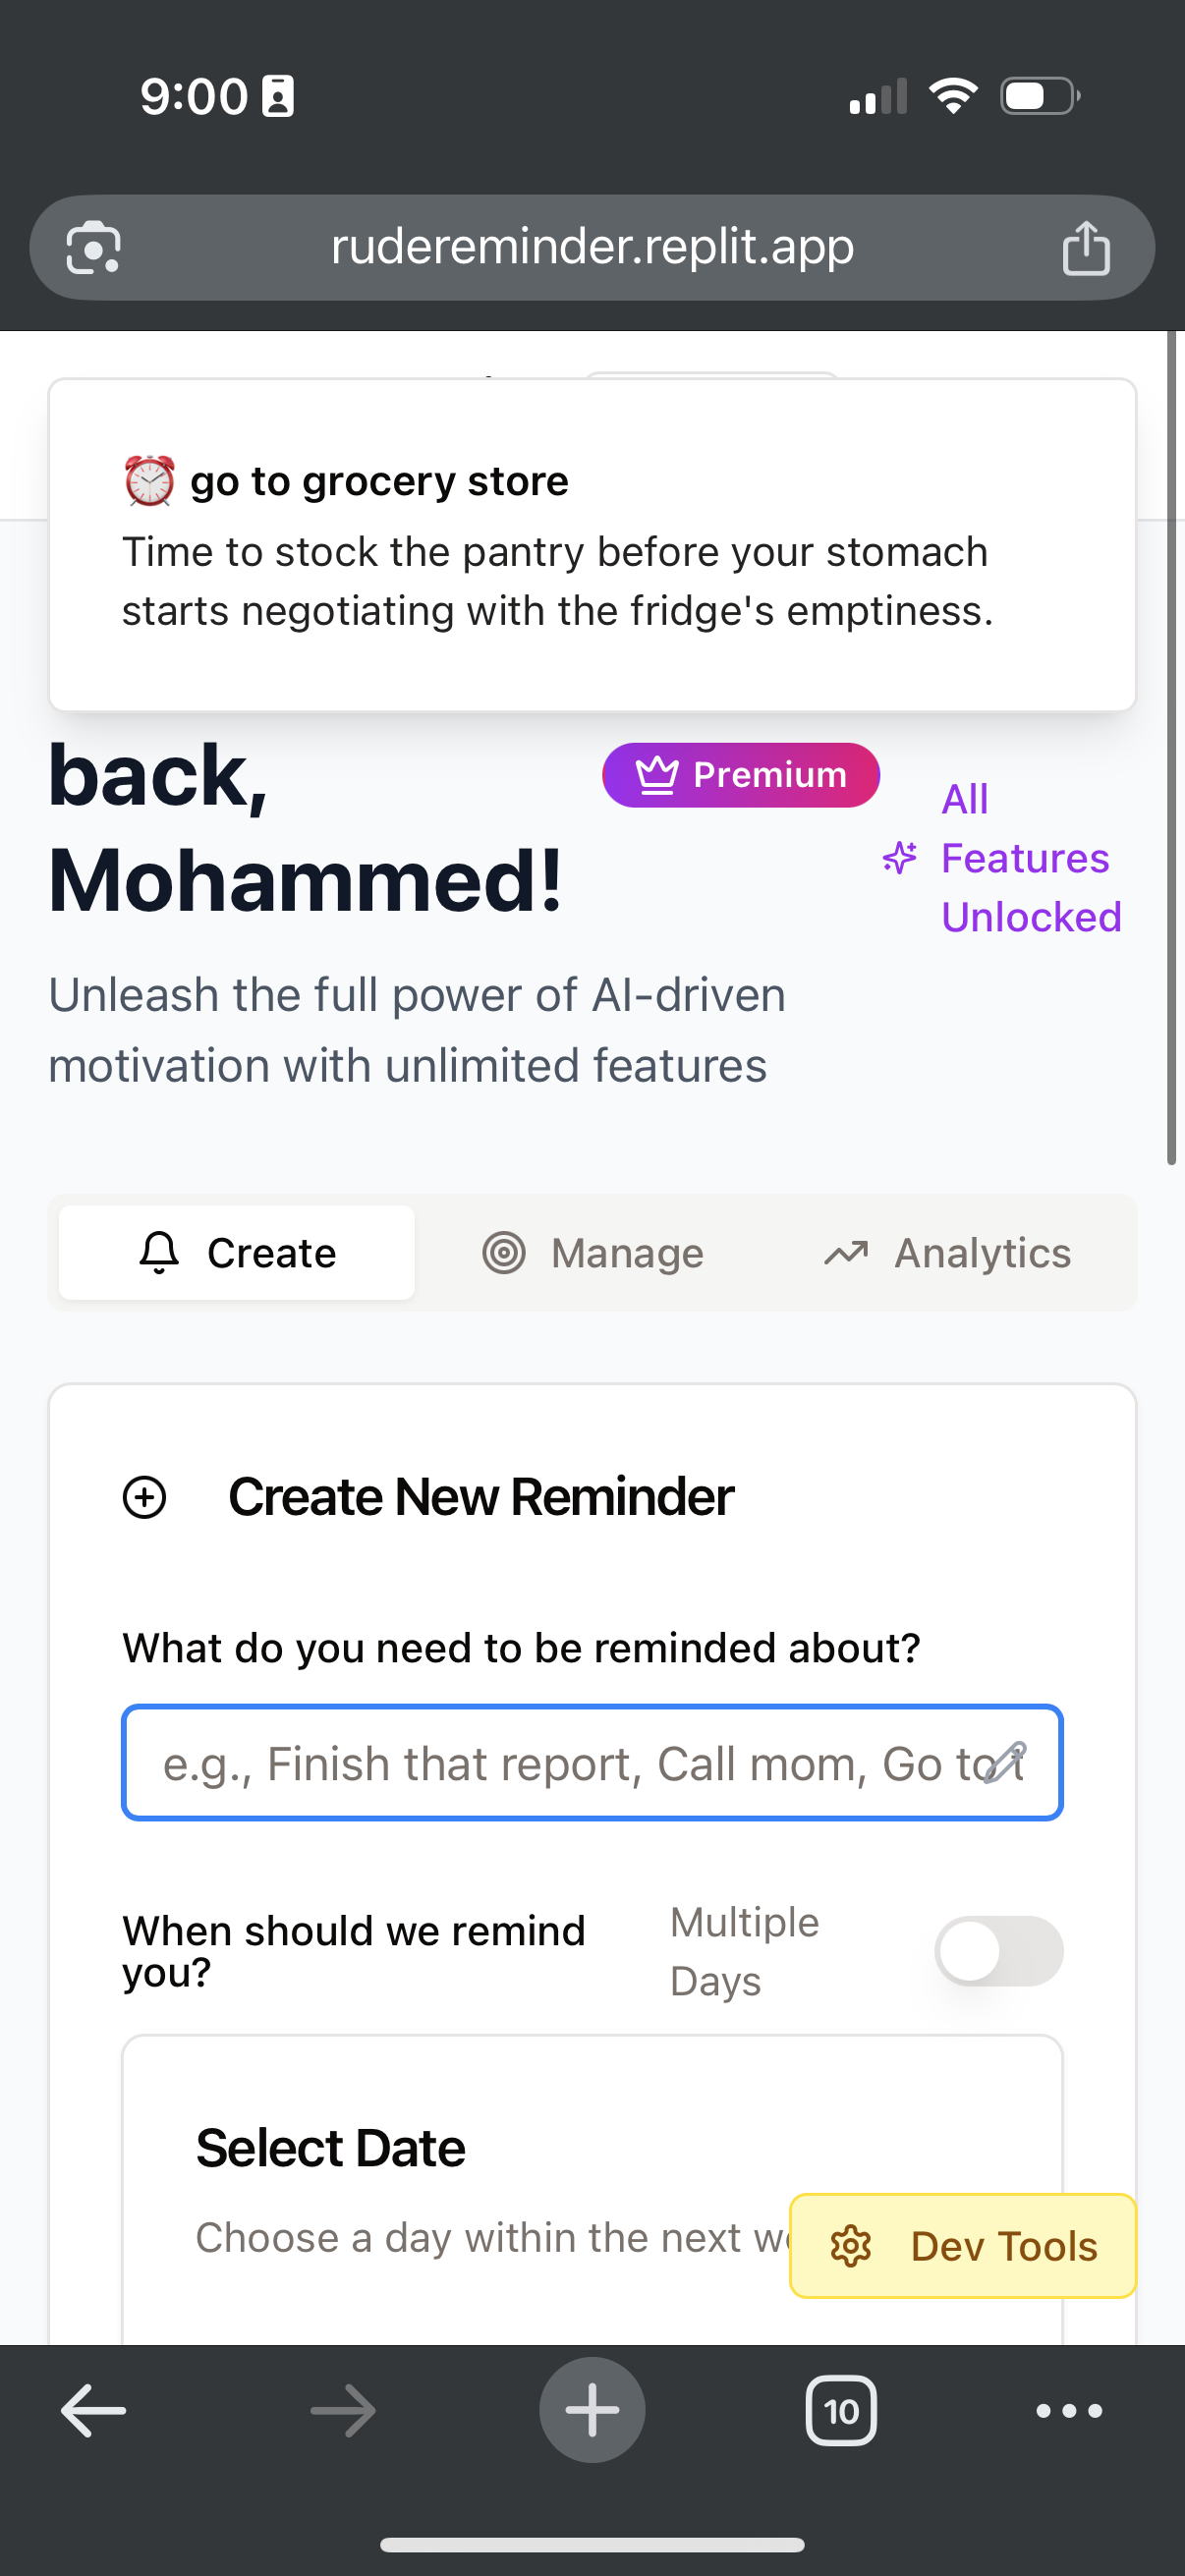 9:00
rudereminder.replit.app
⏰ go to grocery store
Time to stock the pantry before your stomach
starts negotiating with the fridge's emptiness.
back,
Mohammed!
Premium
All
Features
Unlocked
Unleash the full power of AI-driven
motivation with unlimited features
Create
Manage
Analytics
Create New Reminder
What do you need to be reminded about?
e.g., Finish that report, Call mom, Go to t
When should we remind
you?
Multiple
Days
Select Date
Choose a day within the next
Dev Tools
10